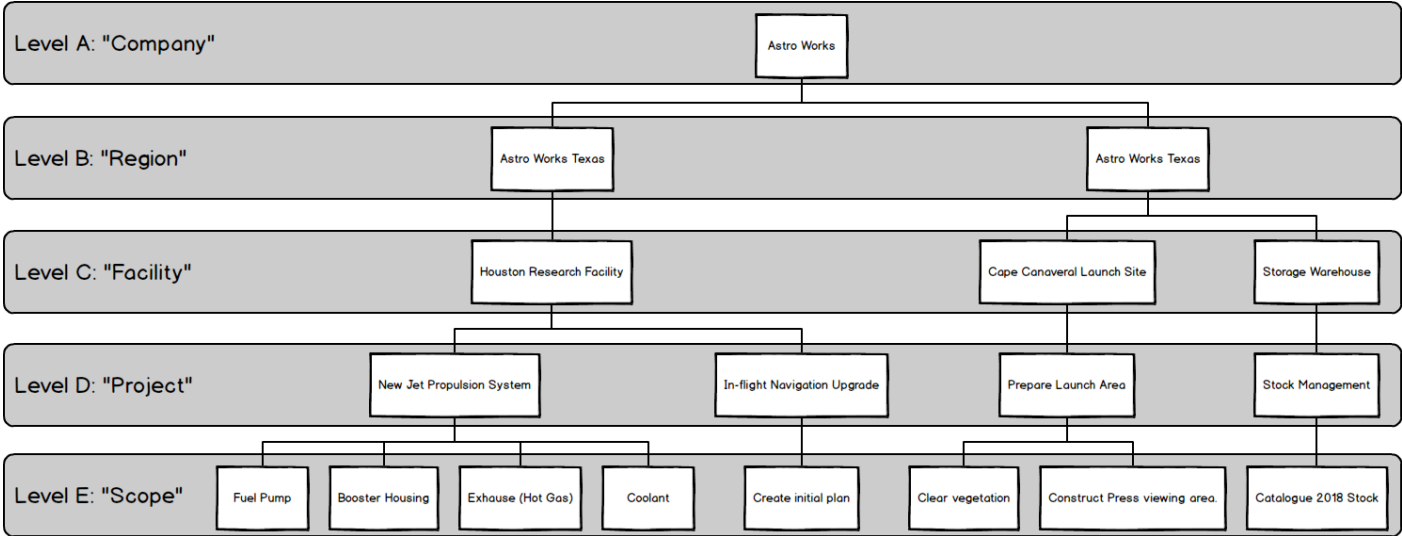 Level A: "Company"
Astro Works
Level B: "Region"
Astro Works Texas
Astro Works Texas
Level C: "Facility"
Houston Research Facility
Cape Canaveral Launch Site
Storage Warehouse
Level D: "Project"
New Jet Propulsion System
In-flight Navigation Upgrade
Prepare Launch Area
Stock Management
Level E: "Scope"
Fuel Pump
Booster Housing
Exhause (Hot Gas)
Coolant
Create initial plan
Clear vegetation
Construct Press viewing area.
Catalogue 2018 Stock